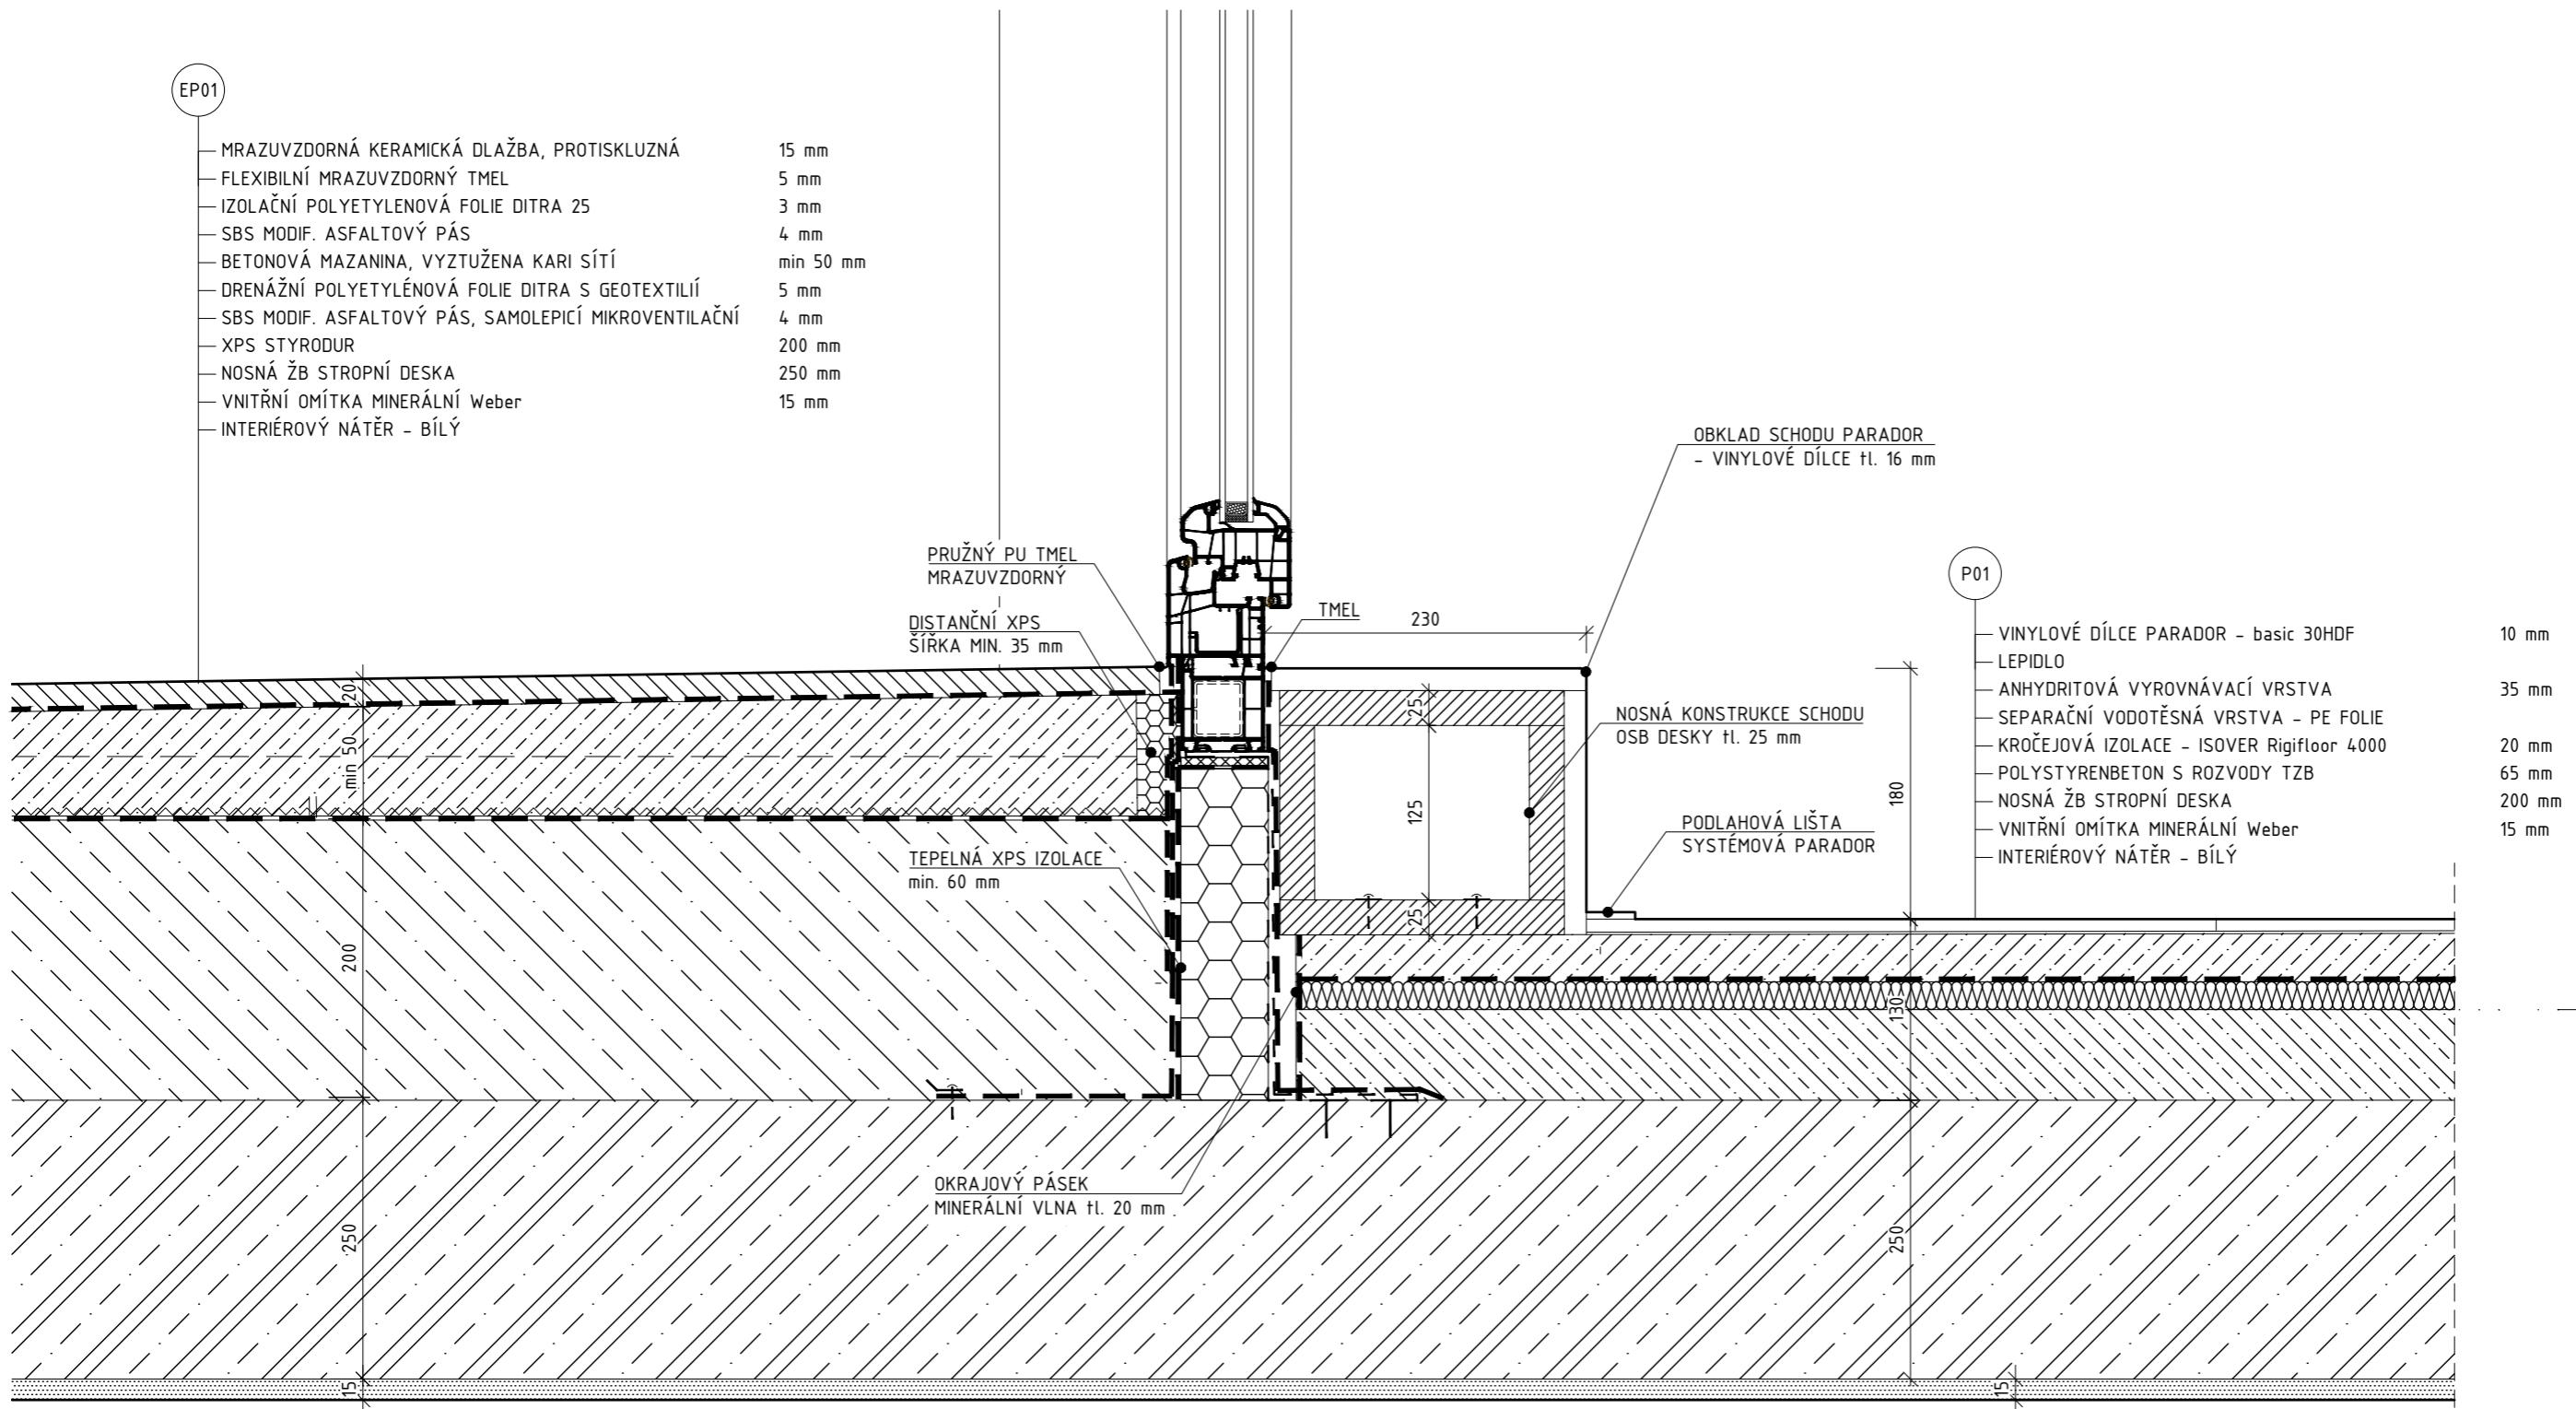 EP01
MRAZUVZDORNÁ KERAMICKÁ DLAŽBA, PROTISKLUZNÁ 15 mm
FLEXIBILNÍ MRAZUVZDORNÝ TMEL 5 mm
IZOLAČNÍ POLYETYLENOVÁ FOLIE DITRA 25 3 mm
SBS MODIF. ASFALTOVÝ PÁS 4 mm
BETONOVÁ MAZANINA, VYZTUŽENA KARI SÍTÍ min 50 mm
DRENÁŽNÍ POLYETYLÉNOVÁ FOLIE DITRA S GEOTEXTILIÍ 5 mm
SBS MODIF. ASFALTOVÝ PÁS, SAMOLEPICÍ MIKROVENTILAČNÍ 4 mm
XPS STYRODUR 200 mm
NOSNÁ ŽB STROPNÍ DESKA 250 mm
VNITŘNÍ OMÍTKA MINERÁLNÍ Weber 15 mm
INTERIÉROVÝ NÁTĚR - BÍLÝ
OBKLAD SCHODU PARADOR
- VINYLOVÉ DÍLCE tl. 16 mm
PRUŽNÝ PU TMEL
MRAZUVZDORNÝ
DISTANČNÍ XPS
ŠÍŘKA MIN. 35 mm
TMEL
230
P01
VINYLOVÉ DÍLCE PARADOR - basic 30HDF 10 mm
LEPIDLO
ANHYDRITOVÁ VYROVNÁVACÍ VRSTVA 35 mm
SEPARAČNÍ VODOTĚSNÁ VRSTVA - PE FOLIE
KROČEJOVÁ IZOLACE - ISOVER Rigifloor 4000 20 mm
POLYSTYRENBETON S ROZVODY TZB 65 mm
NOSNÁ ŽB STROPNÍ DESKA 200 mm
VNITŘNÍ OMÍTKA MINERÁLNÍ Weber 15 mm
INTERIÉROVÝ NÁTĚR - BÍLÝ
20
min 50
200
250
15
25
125
25
NOSNÁ KONSTRUKCE SCHODU
OSB DESKY tl. 25 mm
PODLAHOVÁ LIŠTA
SYSTÉMOVÁ PARADOR
TEPELNÁ XPS IZOLACE
min. 60 mm
OKRAJOVÝ PÁSEK
MINERÁLNÍ VLNA tl. 20 mm
180
130
250
15